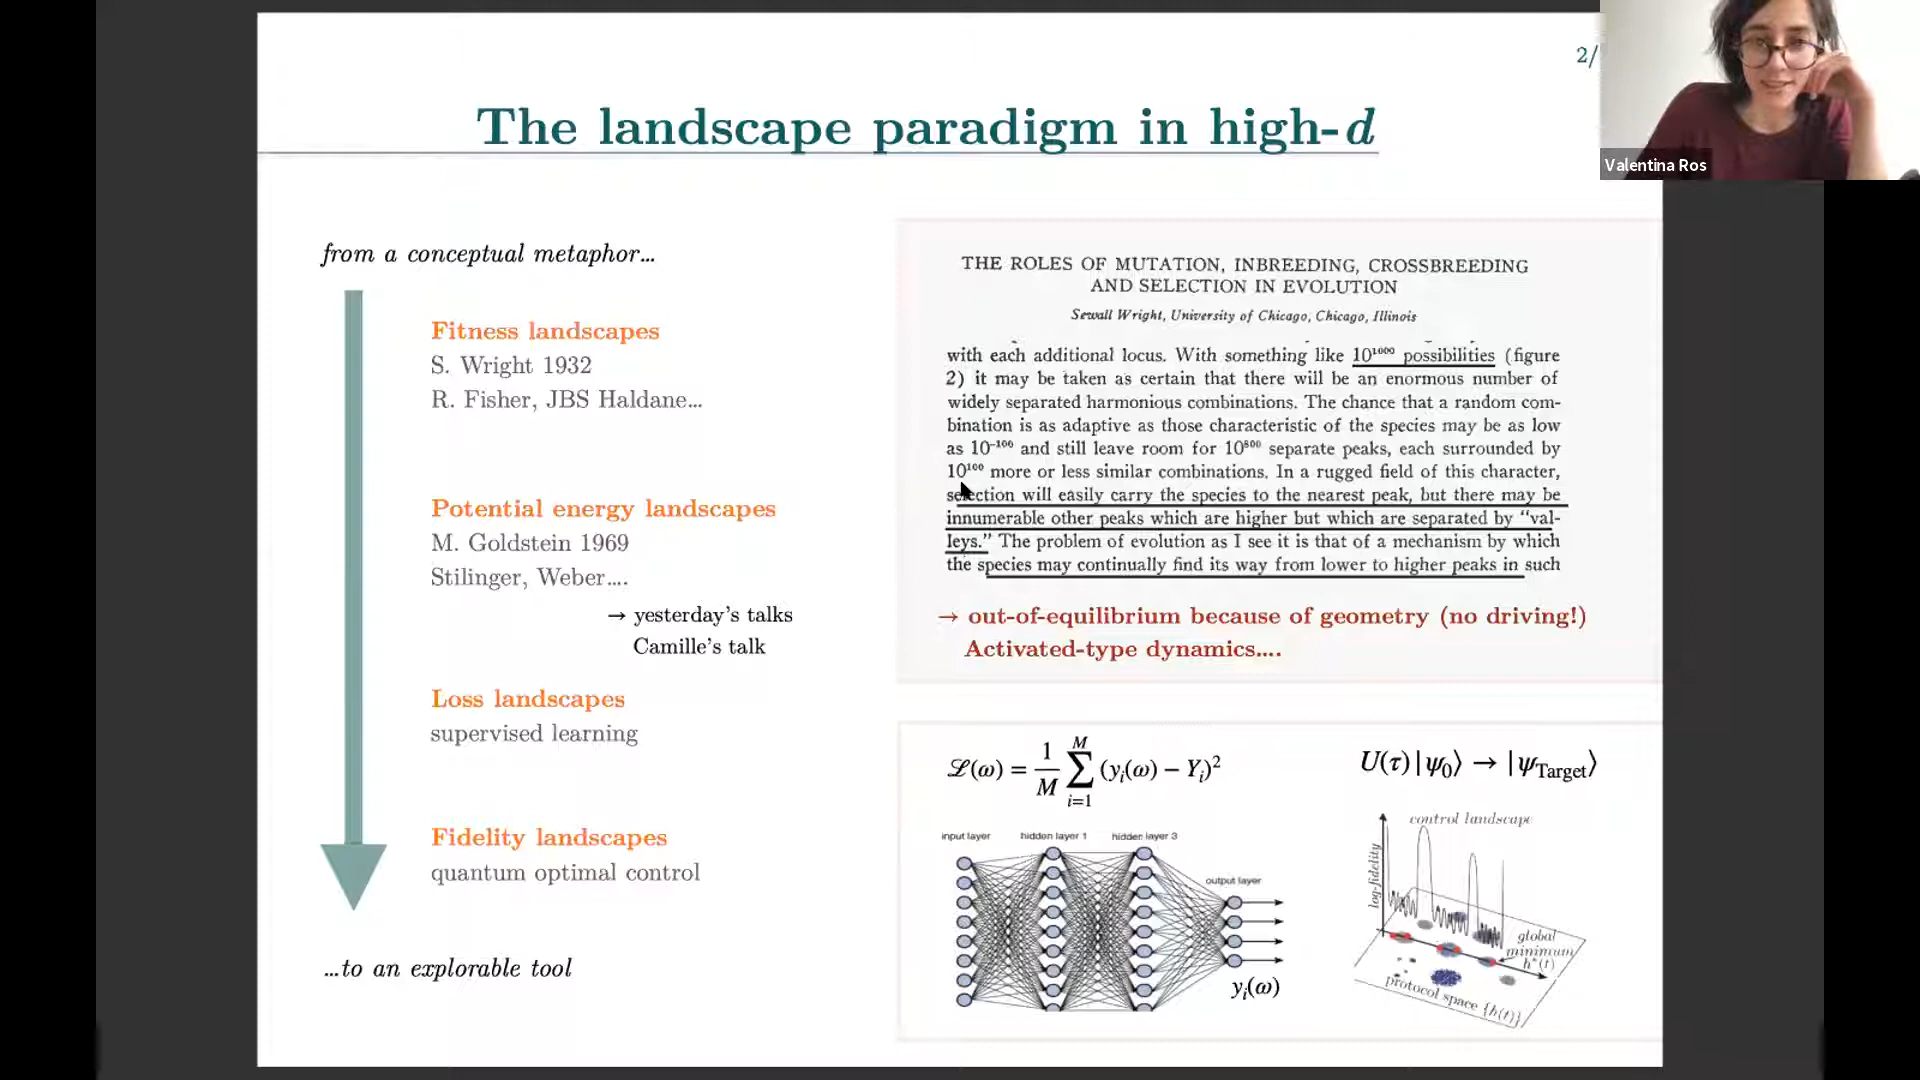 2/
Valentina Ros
The landscape paradigm in high-d
from a conceptual metaphor...
Fitness landscapes
S. Wright 1932
R. Fisher, JBS Haldane...
Potential energy landscapes
M. Goldstein 1969
Stilinger, Weber....
→ yesterday's talks
Camille's talk
Loss landscapes
supervised learning
Fidelity landscapes
quantum optimal control
...to an explorable tool
THE ROLES OF MUTATION, INBREEDING, CROSSBREEDING
AND SELECTION IN EVOLUTION
Sewall Wright, University of Chicago, Chicago, Illinois
with each additional locus. With something like 10¹⁰⁰⁰ possibilities (figure
2) it may be taken as certain that there will be an enormous number of
widely separated harmonious combinations. The chance that a random com-
bination is as adaptive as those characteristic of the species may be as low
as 10⁻¹⁰⁰ and still leave room for 10⁸⁰⁰ separate peaks, each surrounded by
10¹⁰⁰ more or less similar combinations. In a rugged field of this character,
selection will easily carry the species to the nearest peak, but there may be
innumerable other peaks which are higher but which are separated by “val-
leys.” The problem of evolution as I see it is that of a mechanism by which
the species may continually find its way from lower to higher peaks in such
→ out-of-equilibrium because of geometry (no driving!)
Activated-type dynamics....
ℒ(ω) = 1/M ∑_{i=1}^{M} (y_i(ω) − Y_i)²
input layer hidden layer 1 hidden layer 3
output layer
y_i(ω)
U(τ)|ψ₀⟩ → |ψ_Target⟩
control landscape
log-fidelity
global
minimum
h*(t)
protocol space {h(t)}